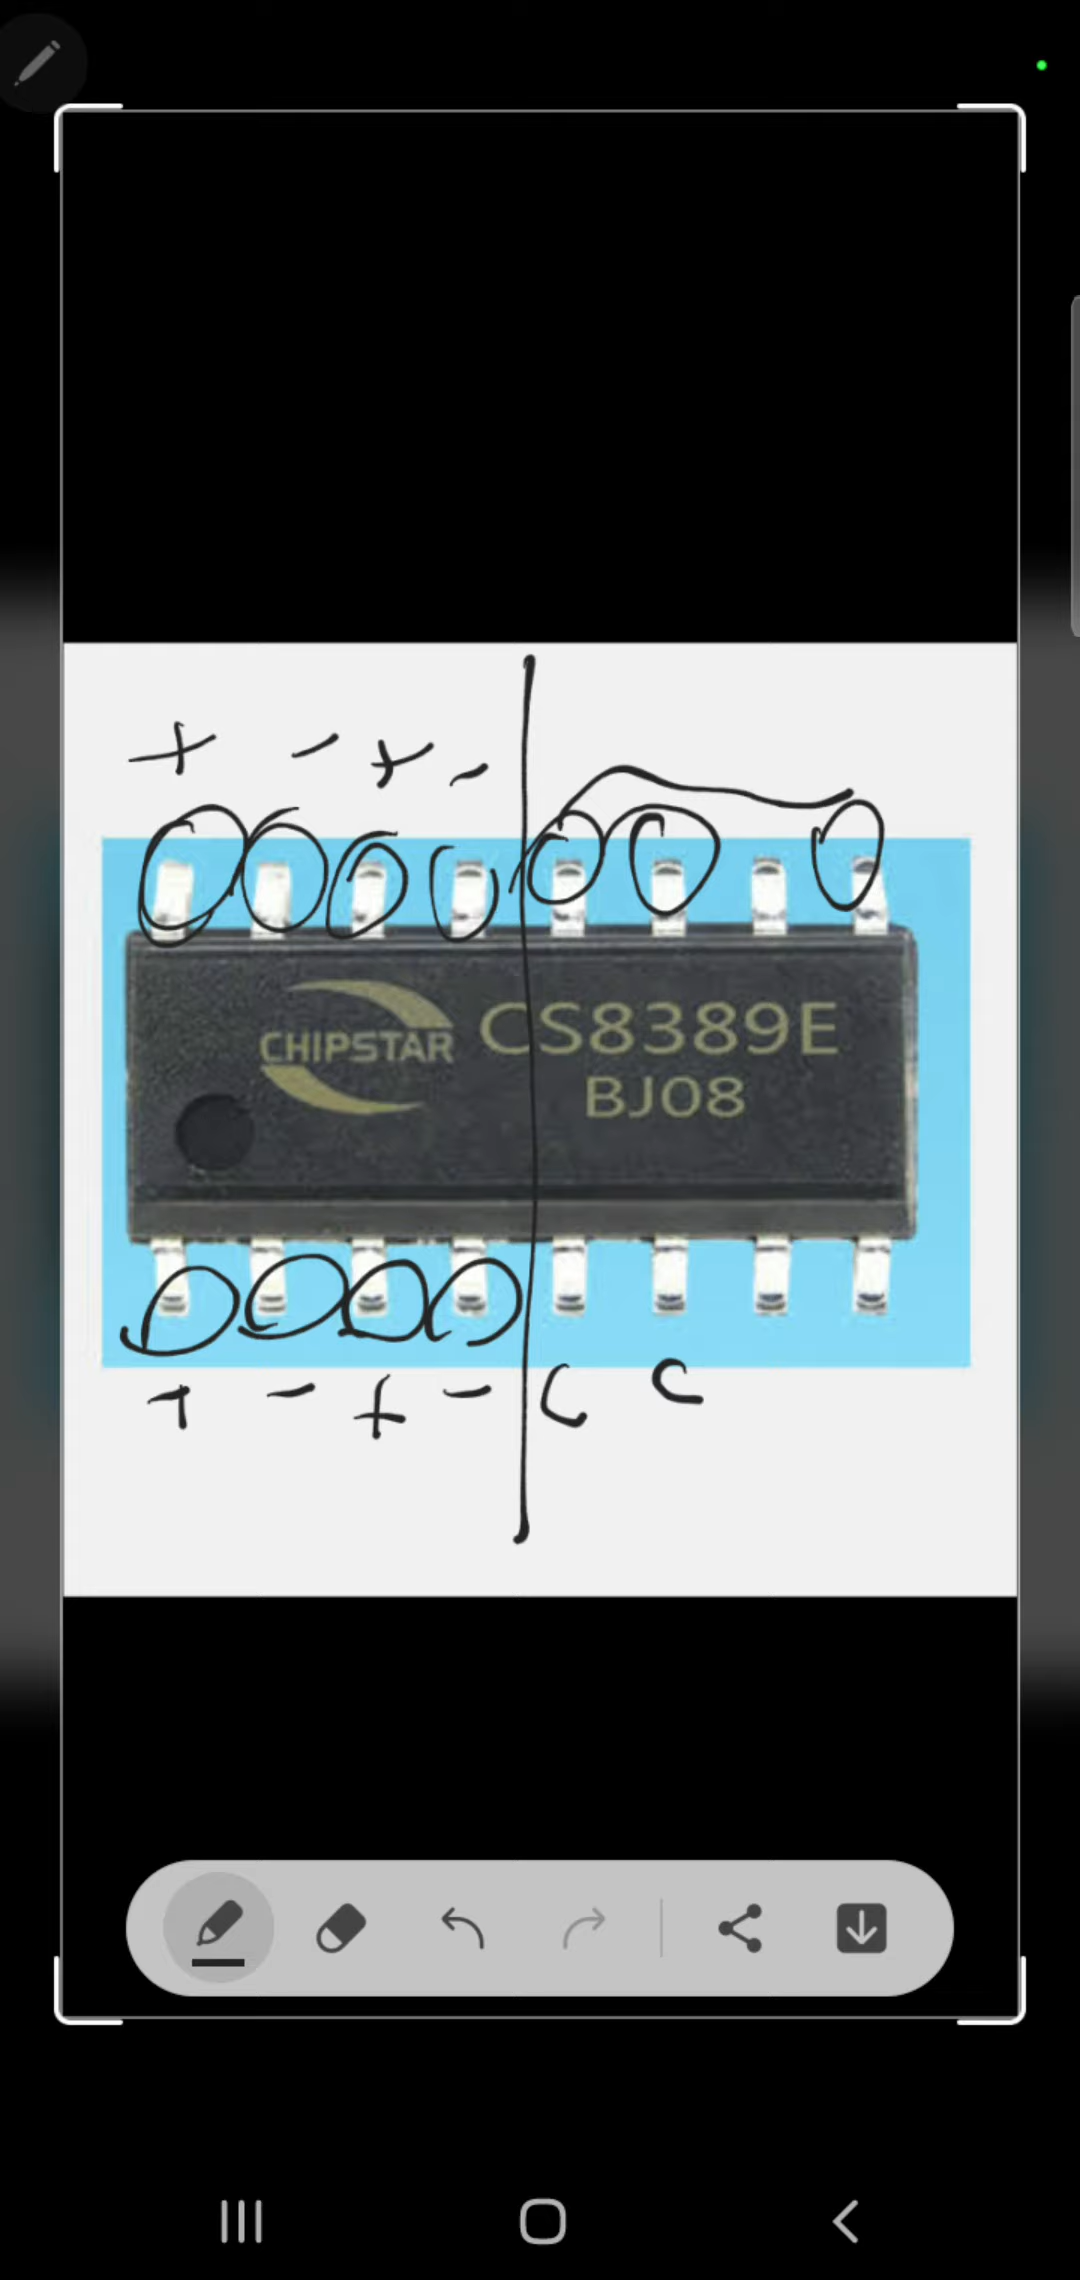 + - + -
CHIPSTAR CS8389E
BJ08
+ - + - C C